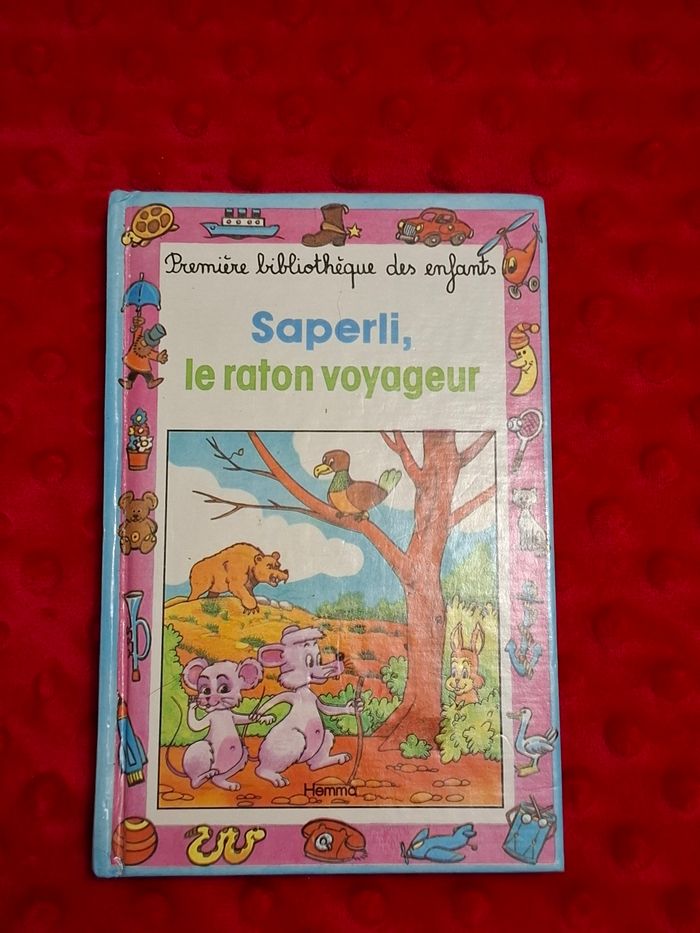 Première bibliothèque des enfants
Saperli,
le raton voyageur
Hemma